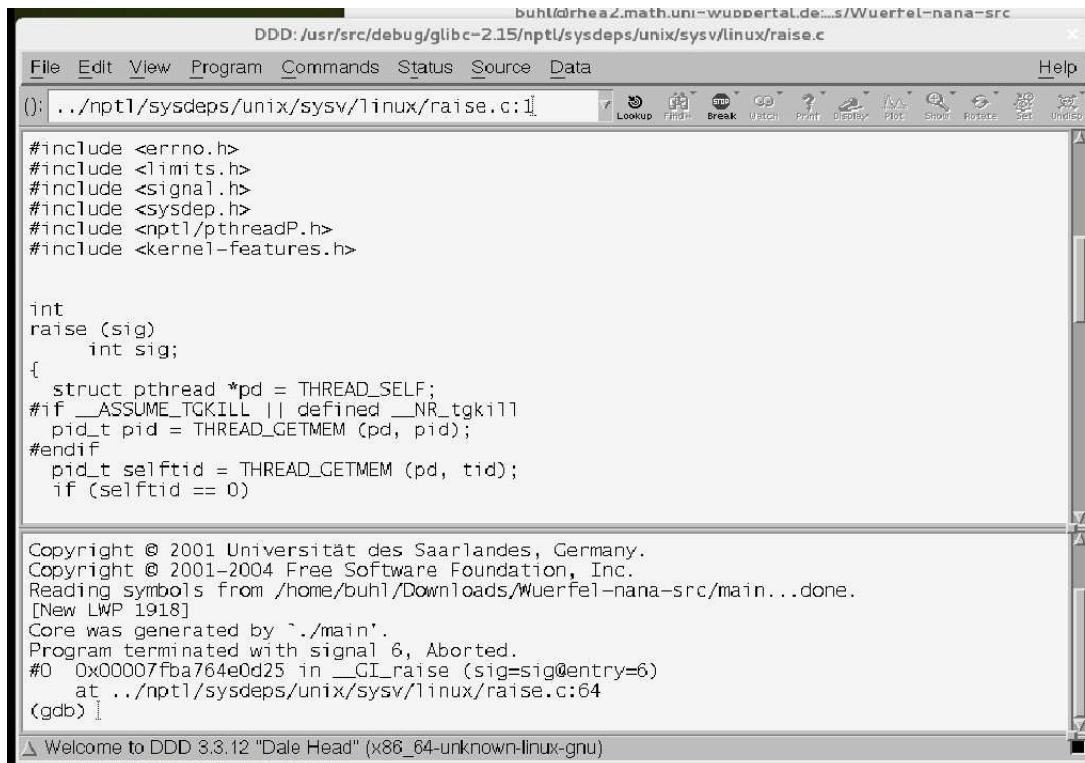 buhl@rhea2.math.uni-wuppertal.de:...s/Wuerfel-nana-src
DDD: /usr/src/debug/glibc-2.15/nptl/sysdeps/unix/sysv/linux/raise.c
File Edit View Program Commands Status Source Data Help
(): ../nptl/sysdeps/unix/sysv/linux/raise.c:1
Lookup Find» Break Watch Print Display Plot Show Rotate Set Undisp
#include <errno.h>
#include <limits.h>
#include <signal.h>
#include <sysdep.h>
#include <nptl/pthreadP.h>
#include <kernel-features.h>
int
raise (sig)
int sig;
{
struct pthread *pd = THREAD_SELF;
#if __ASSUME_TGKILL || defined __NR_tgkill
pid_t pid = THREAD_GETMEM (pd, pid);
#endif
pid_t selftid = THREAD_GETMEM (pd, tid);
if (selftid == 0)
Copyright © 2001 Universität des Saarlandes, Germany.
Copyright © 2001-2004 Free Software Foundation, Inc.
Reading symbols from /home/buhl/Downloads/Wuerfel-nana-src/main...done.
[New LWP 1918]
Core was generated by `./main'.
Program terminated with signal 6, Aborted.
#0 0x00007fba764e0d25 in __GI_raise (sig=sig@entry=6)
at ../nptl/sysdeps/unix/sysv/linux/raise.c:64
(gdb)
Welcome to DDD 3.3.12 "Dale Head" (x86_64-unknown-linux-gnu)